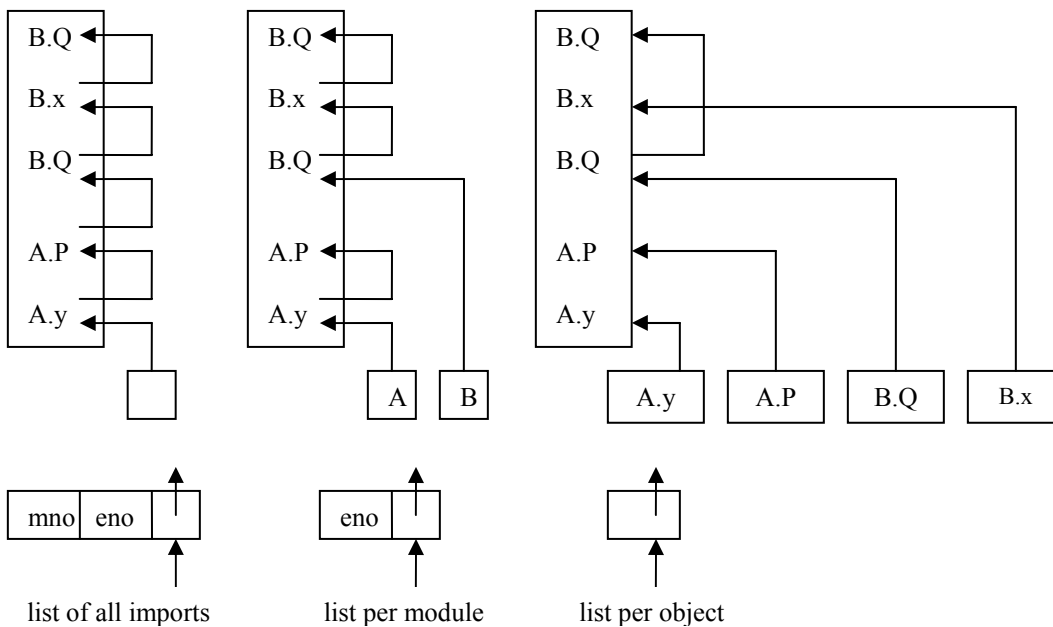 B.Q
B.x
B.Q
A.P
A.y
B.Q
B.x
B.Q
A.P
A.y
A
B
B.Q
B.x
B.Q
A.P
A.y
A.y
A.P
B.Q
B.x
mno eno
eno
list of all imports
list per module
list per object